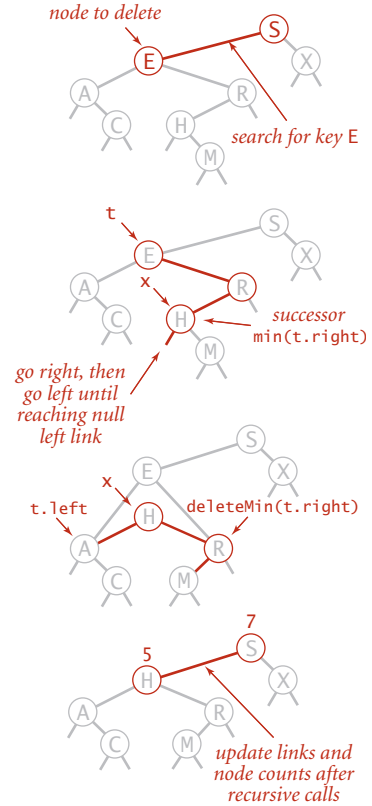 node to delete
S
E
X
A
R
C
H
search for key E
M
t
S
E
X
x
A
R
H
successor
min(t.right)
C
M
go right, then
go left until
reaching null
left link
S
E
x
X
t.left
H
deleteMin(t.right)
A
R
C
M
7
5
S
H
X
A
R
C
M
update links and
node counts after
recursive calls